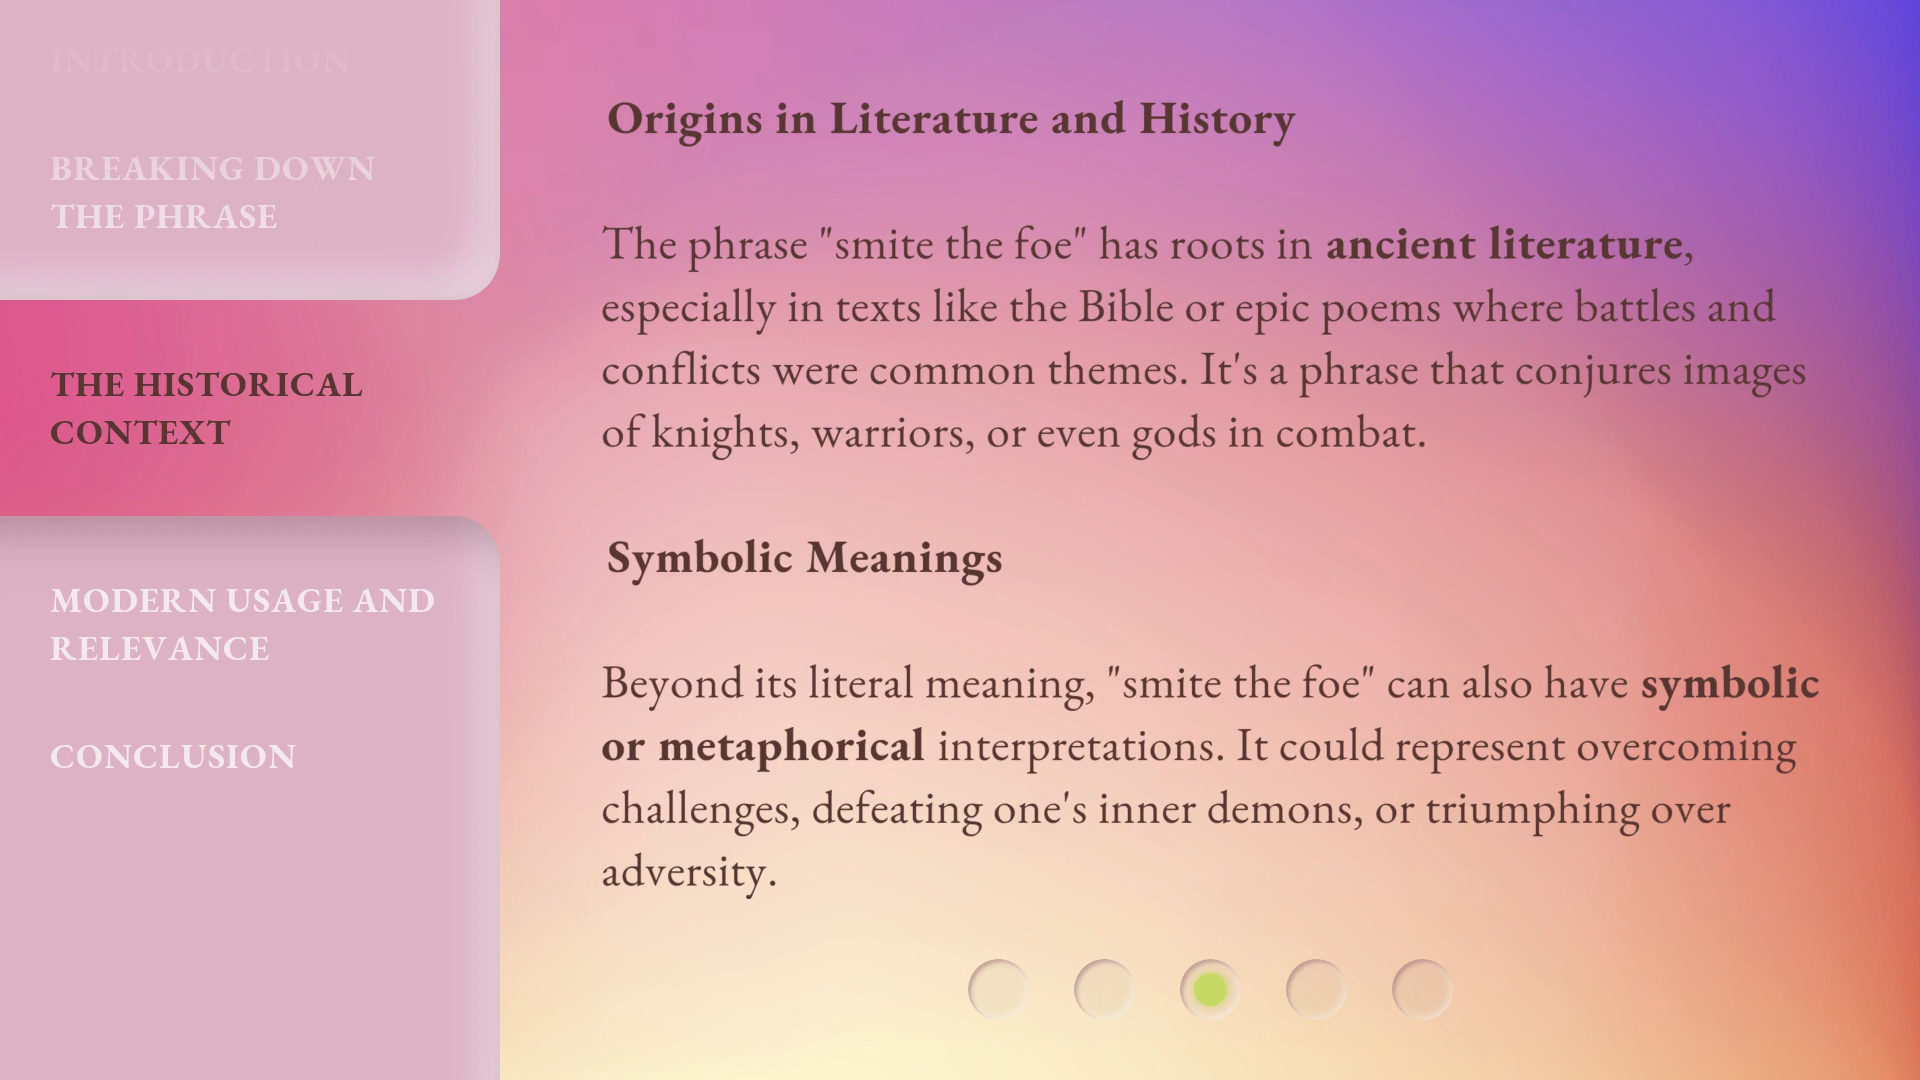 INTRODUCTION
BREAKING DOWN
THE PHRASE
THE HISTORICAL
CONTEXT
MODERN USAGE AND
RELEVANCE
CONCLUSION
Origins in Literature and History
The phrase "smite the foe" has roots in ancient literature,
especially in texts like the Bible or epic poems where battles and
conflicts were common themes. It's a phrase that conjures images
of knights, warriors, or even gods in combat.
Symbolic Meanings
Beyond its literal meaning, "smite the foe" can also have symbolic
or metaphorical interpretations. It could represent overcoming
challenges, defeating one's inner demons, or triumphing over
adversity.